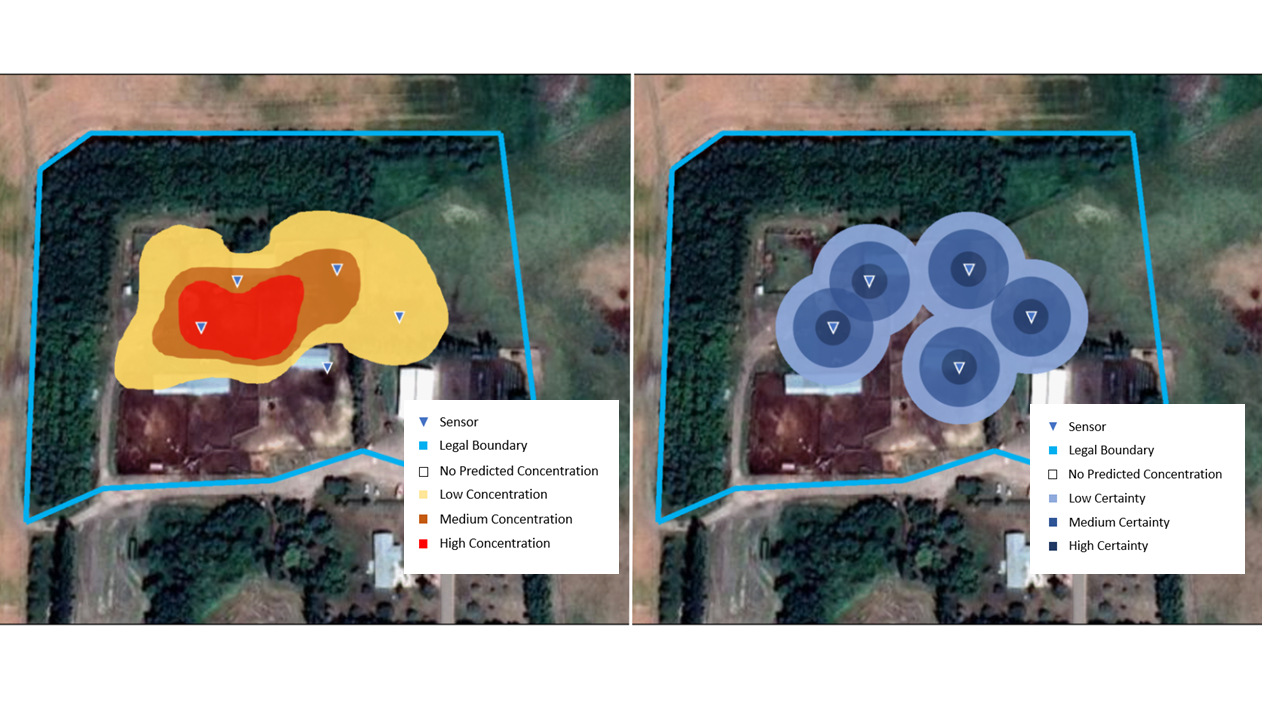 Sensor
Legal Boundary
No Predicted Concentration
Low Concentration
Medium Concentration
High Concentration
Sensor
Legal Boundary
No Predicted Concentration
Low Certainty
Medium Certainty
High Certainty